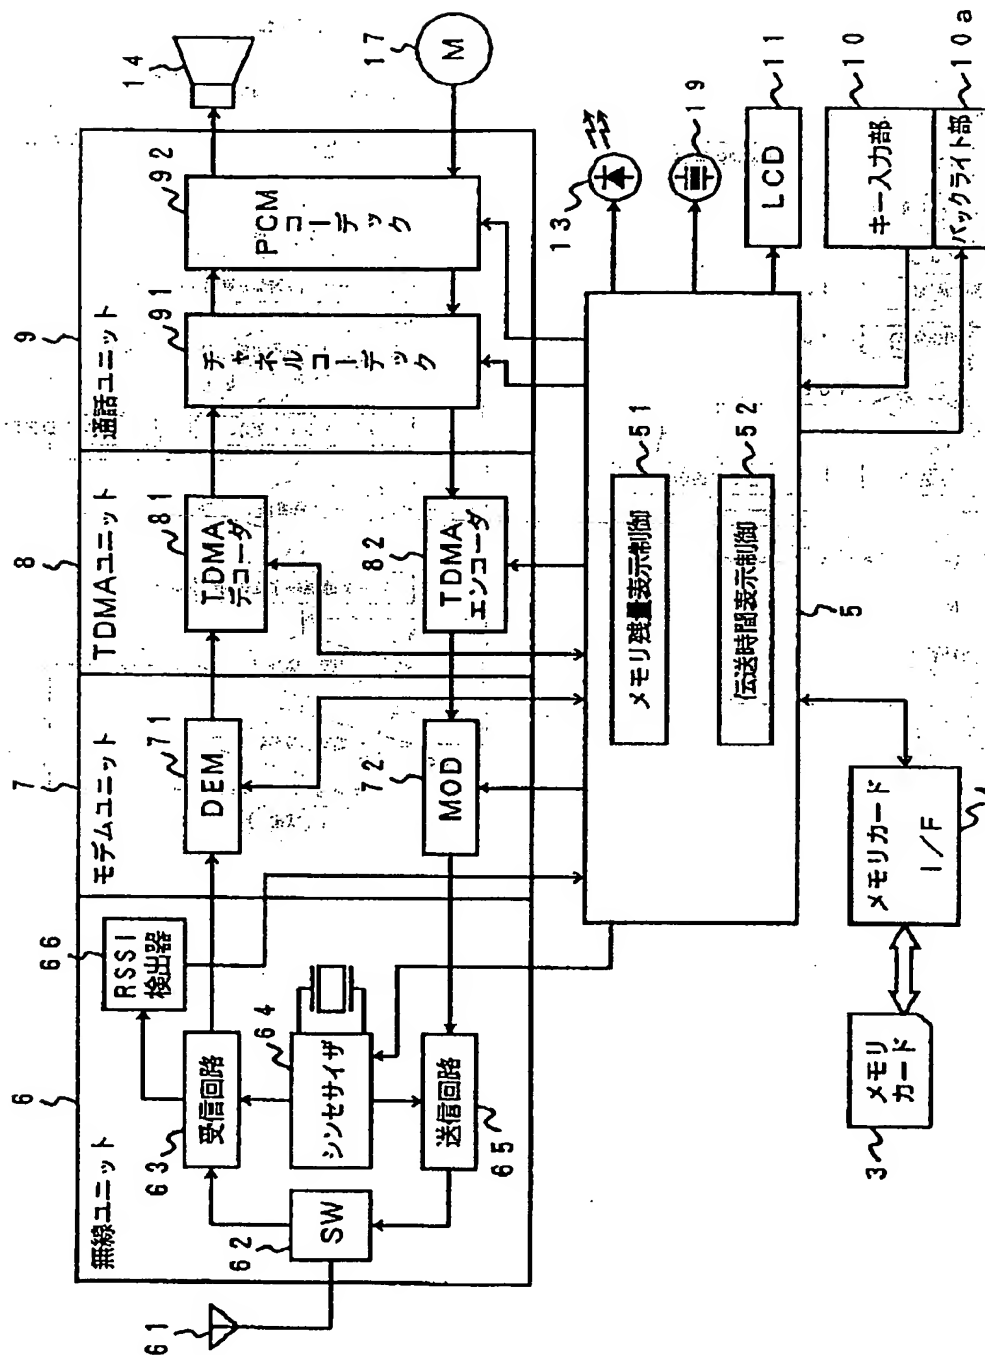 6
無線ユニット
61
62
SW
63
受信回路
66
RSSI
検出器
64
シンセサイザ
65
送信回路
7
モデムユニット
71
DEM
72
MOD
8
TDMAユニット
81
TDMA
デコーダ
82
TDMA
エンコーダ
9
通話ユニット
91
チャネルコーデック
92
PCM
コーデック
14
17
M
5
メモリ残量表示制御
51
伝送時間表示制御
52
13
19
LCD
11
キー入力部
10
バックライト部
10a
メモリカード
I/F
メモリ
カード
3